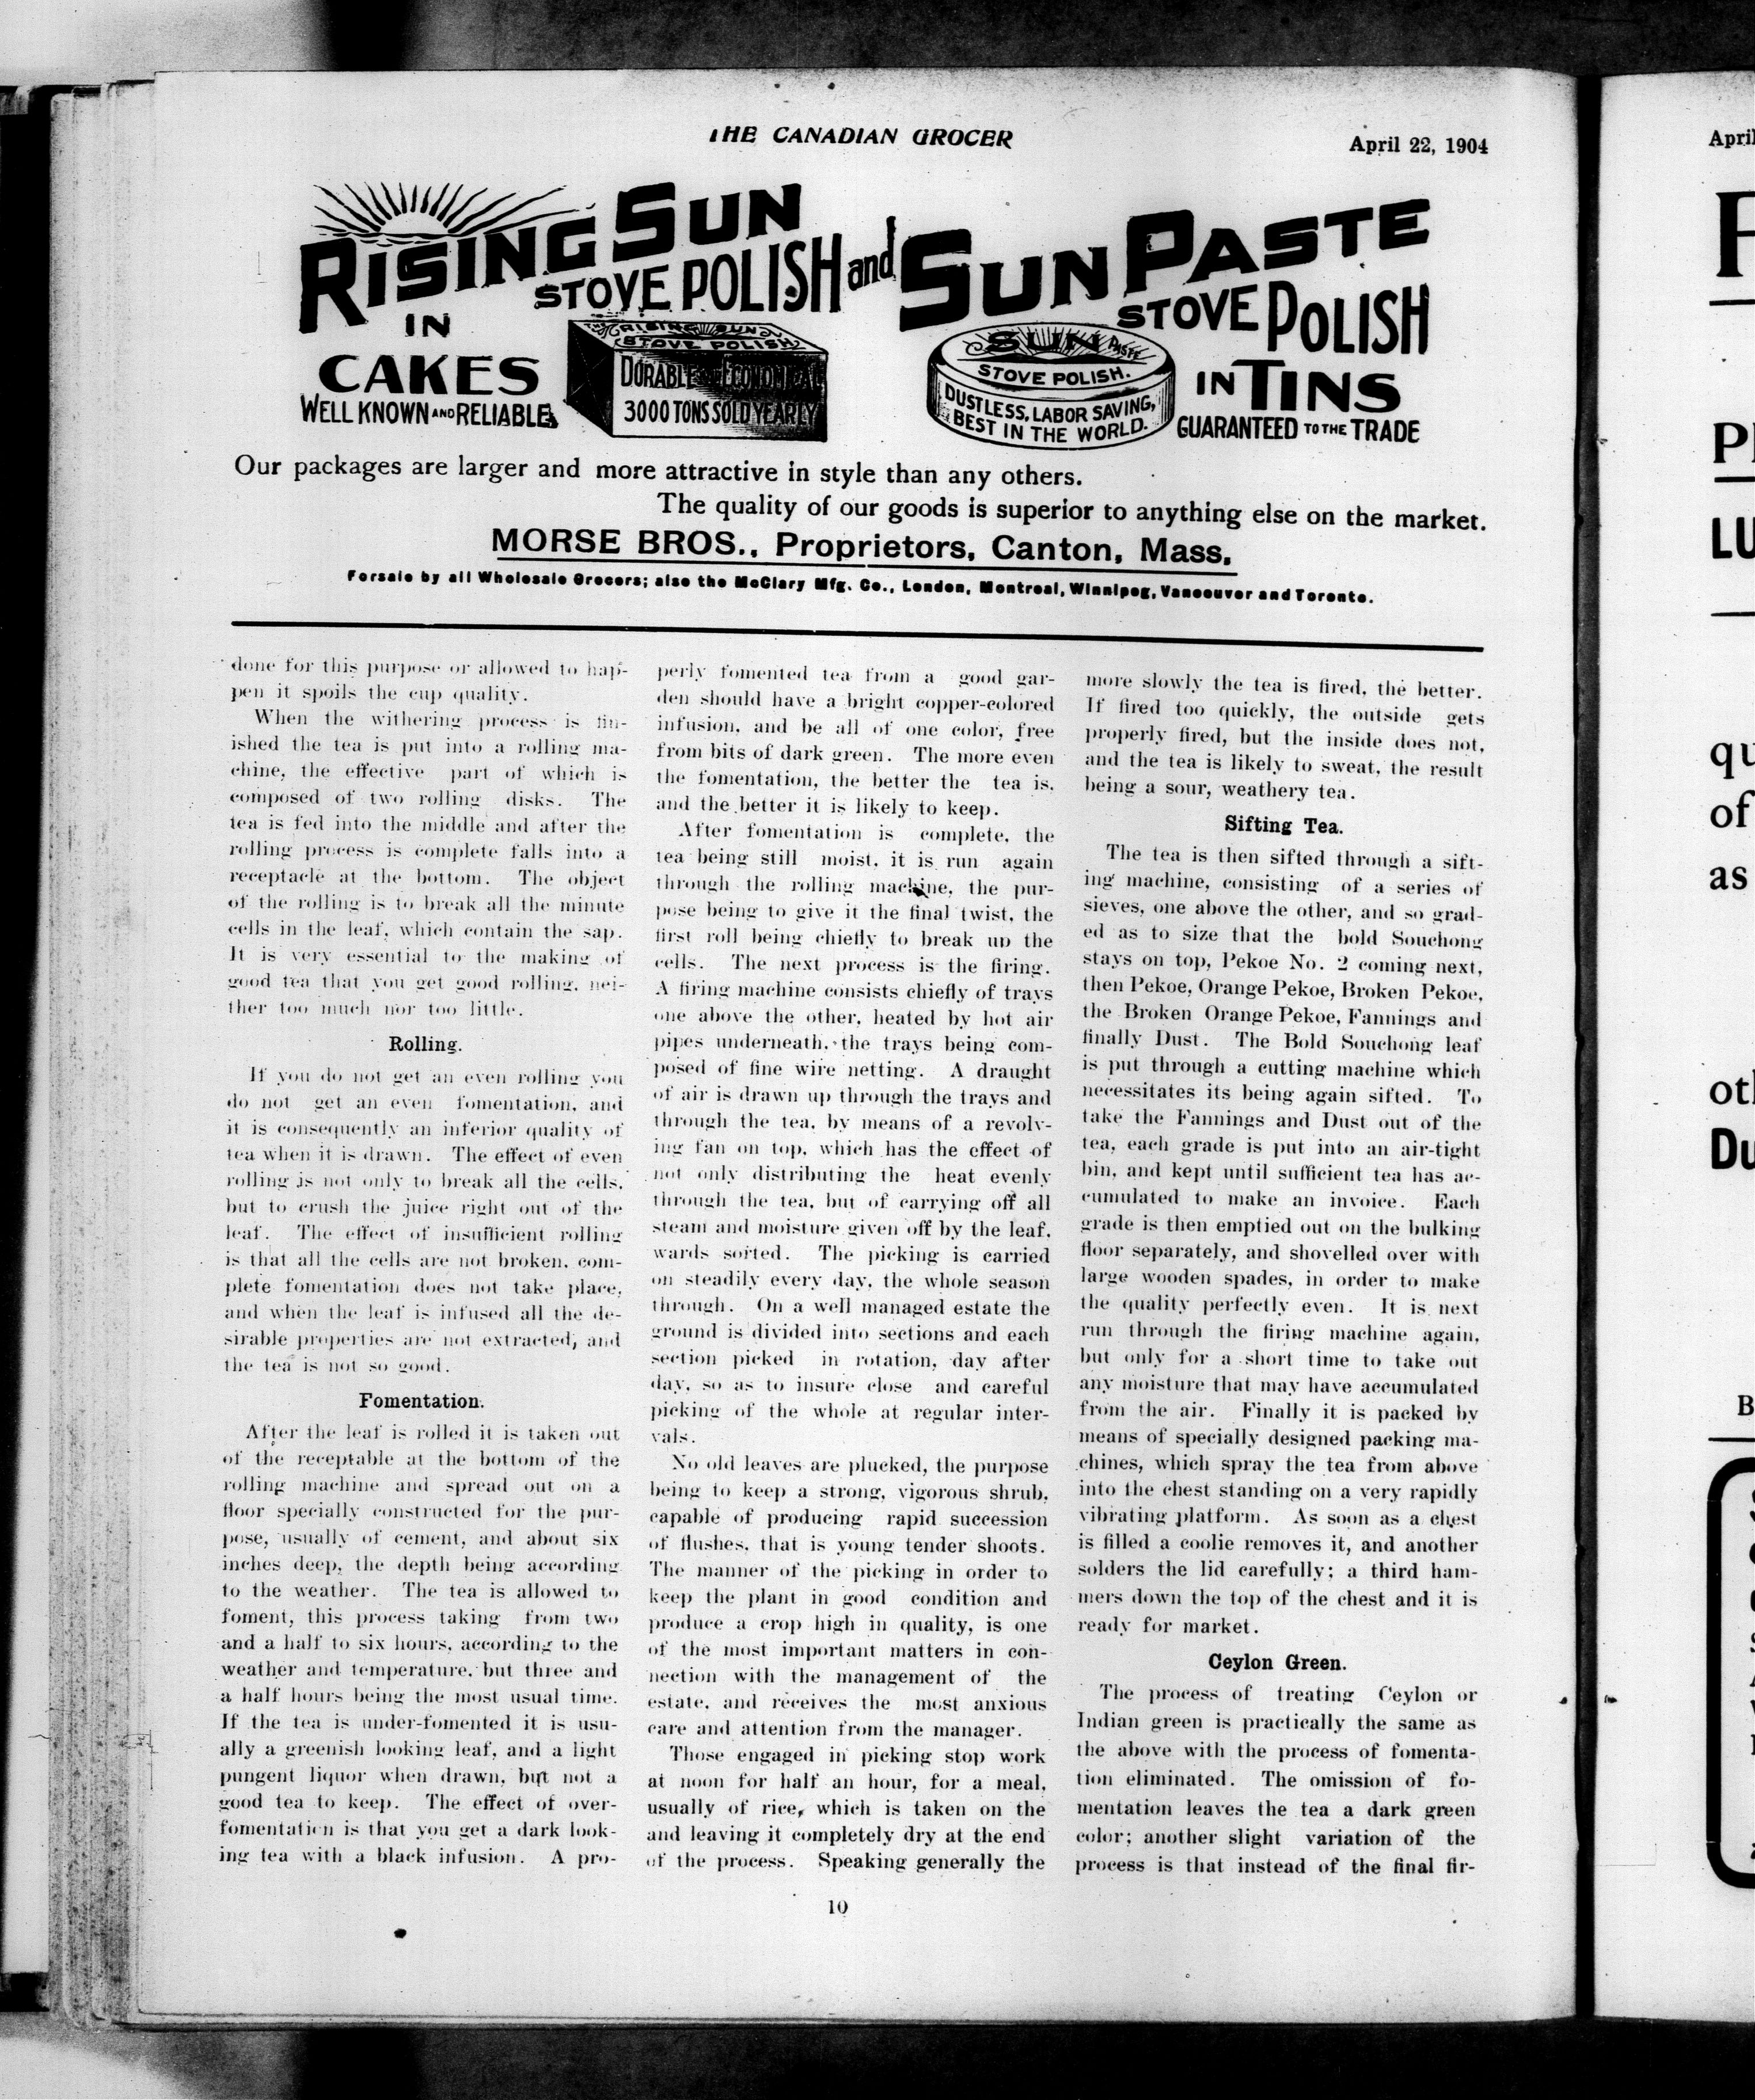 THE CANADIAN GROCER
April 22, 1904
RISING SUN
STOVE POLISH and
SUN PASTE
STOVE POLISH
IN
CAKES
WELL KNOWN AND RELIABLE
THE RISING SUN
STOVE POLISH
DURABLE ECONOMICAL
3000 TONS SOLD YEARLY
SUN PASTE
STOVE POLISH.
DUSTLESS, LABOR SAVING,
BEST IN THE WORLD.
IN TINS
GUARANTEED TO THE TRADE
Our packages are larger and more attractive in style than any others.
The quality of our goods is superior to anything else on the market.
MORSE BROS., Proprietors, Canton, Mass.
Forsale by all Wholesale Grocers; also the McClary Mfg. Co., London, Montreal, Winnipeg, Vancouver and Toronto.
done for this purpose or allowed to hap-
pen it spoils the cup quality.
When the withering process is fin-
ished the tea is put into a rolling ma-
chine, the effective part of which is
composed of two rolling disks. The
tea is fed into the middle and after the
rolling process is complete falls into a
receptacle at the bottom. The object
of the rolling is to break all the minute
cells in the leaf, which contain the sap.
It is very essential to the making of
good tea that you get good rolling, nei-
ther too much nor too little.
Rolling.
If you do not get an even rolling you
do not get an even fomentation, and
it is consequently an inferior quality of
tea when it is drawn. The effect of even
rolling is not only to break all the cells,
but to crush the juice right out of the
leaf. The effect of insufficient rolling
is that all the cells are not broken, com-
plete fomentation does not take place,
and when the leaf is infused all the de-
sirable properties are not extracted, and
the tea is not so good.
Fomentation.
After the leaf is rolled it is taken out
of the receptable at the bottom of the
rolling machine and spread out on a
floor specially constructed for the pur-
pose, usually of cement, and about six
inches deep, the depth being according
to the weather. The tea is allowed to
foment, this process taking from two
and a half to six hours, according to the
weather and temperature, but three and
a half hours being the most usual time.
If the tea is under-fomented it is usu-
ally a greenish looking leaf, and a light
pungent liquor when drawn, but not a
good tea to keep. The effect of over-
fomentation is that you get a dark look-
ing tea with a black infusion. A pro-
perly fomented tea from a good gar-
den should have a bright copper-colored
infusion, and be all of one color, free
from bits of dark green. The more even
the fomentation, the better the tea is,
and the better it is likely to keep.
After fomentation is complete, the
tea being still moist, it is run again
through the rolling machine, the pur-
pose being to give it the final twist, the
first roll being chiefly to break up the
cells. The next process is the firing.
A firing machine consists chiefly of trays
one above the other, heated by hot air
pipes underneath, the trays being com-
posed of fine wire netting. A draught
of air is drawn up through the trays and
through the tea, by means of a revolv-
ing fan on top, which has the effect of
not only distributing the heat evenly
through the tea, but of carrying off all
steam and moisture given off by the leaf,
wards sorted. The picking is carried
on steadily every day, the whole season
through. On a well managed estate the
ground is divided into sections and each
section picked in rotation, day after
day, so as to insure close and careful
picking of the whole at regular inter-
vals.
No old leaves are plucked, the purpose
being to keep a strong, vigorous shrub,
capable of producing rapid succession
of flushes, that is young tender shoots.
The manner of the picking in order to
keep the plant in good condition and
produce a crop high in quality, is one
of the most important matters in con-
nection with the management of the
estate, and receives the most anxious
care and attention from the manager.
Those engaged in picking stop work
at noon for half an hour, for a meal,
usually of rice, which is taken on the
and leaving it completely dry at the end
of the process. Speaking generally the
more slowly the tea is fired, the better.
If fired too quickly, the outside gets
properly fired, but the inside does not,
and the tea is likely to sweat, the result
being a sour, weathery tea.
Sifting Tea.
The tea is then sifted through a sift-
ing machine, consisting of a series of
sieves, one above the other, and so grad-
ed as to size that the bold Souchong
stays on top, Pekoe No. 2 coming next,
then Pekoe, Orange Pekoe, Broken Pekoe,
the Broken Orange Pekoe, Fannings and
finally Dust. The Bold Souchong leaf
is put through a cutting machine which
necessitates its being again sifted. To
take the Fannings and Dust out of the
tea, each grade is put into an air-tight
bin, and kept until sufficient tea has ac-
cumulated to make an invoice. Each
grade is then emptied out on the bulking
floor separately, and shovelled over with
large wooden spades, in order to make
the quality perfectly even. It is next
run through the firing machine again,
but only for a short time to take out
any moisture that may have accumulated
from the air. Finally it is packed by
means of specially designed packing ma-
chines, which spray the tea from above
into the chest standing on a very rapidly
vibrating platform. As soon as a chest
is filled a coolie removes it, and another
solders the lid carefully; a third ham-
mers down the top of the chest and it is
ready for market.
Ceylon Green.
The process of treating Ceylon or
Indian green is practically the same as
the above with the process of fomenta-
tion eliminated. The omission of fo-
mentation leaves the tea a dark green
color; another slight variation of the
process is that instead of the final fir-
10
April
P
LU
qu
of
as
otl
Du
B